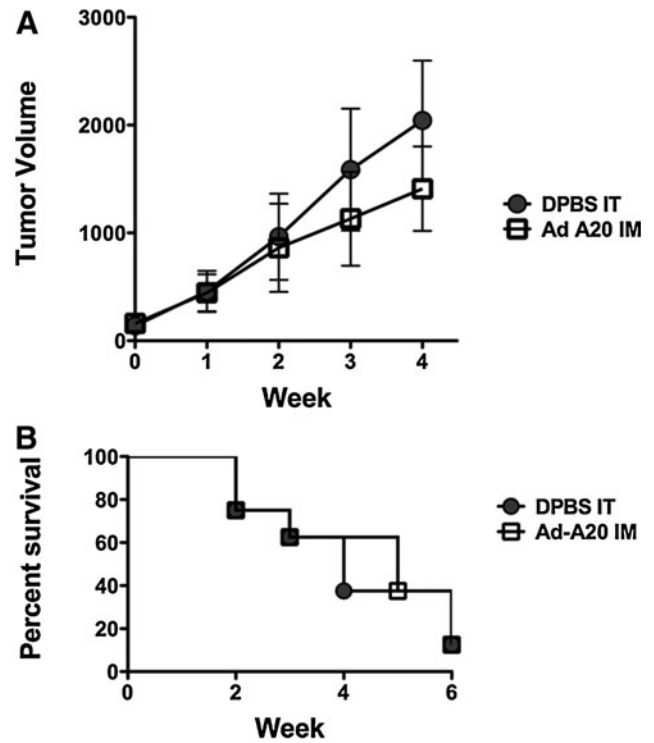 A
Tumor Volume
3000
2000
1000
0
0 1 2 3 4
Week
DPBS IT
Ad A20 IM
B
Percent survival
100
80
60
40
20
0
0 2 4 6
Week
DPBS IT
Ad-A20 IM